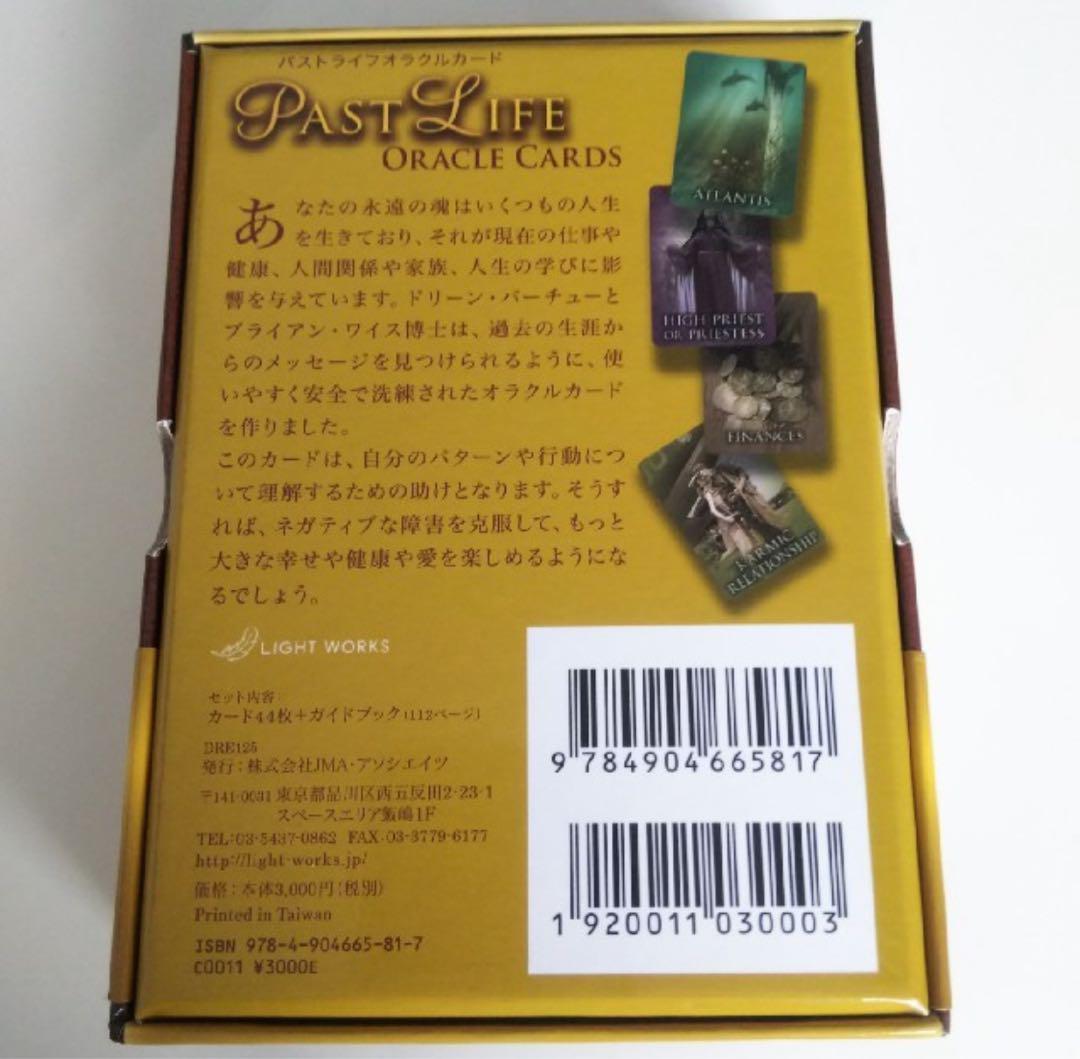 パストライフオラクルカード
PAST LIFE
ORACLE CARDS
あなたの永遠の魂はいくつもの人生
を生きており、それが現在の仕事や
健康、人間関係や家族、人生の学びに影
響を与えています。ドリーン・バーチューと
ブライアン・ワイス博士は、過去の生涯か
らのメッセージを見つけられるように、使
いやすく安全で洗練されたオラクルカード
を作りました。
このカードは、自分のパターンや行動につ
いて理解するための助けとなります。そうす
れば、ネガティブな障害を克服して、もっと
大きな幸せや健康や愛を楽しめるようにな
るでしょう。
ATLANTIS
HIGH PRIEST
OR PRIESTESS
FINANCES
KARMIC
RELATIONSHIP
LIGHT WORKS
セット内容:
カード44枚+ガイドブック(112ページ)
DRE125
発行:株式会社JMA・アソシエイツ
〒141-0031 東京都品川区西五反田2-23-1
スペースエリア飯嶋1F
TEL:03-5437-0862 FAX:03-3779-6177
http://light-works.jp/
価格:本体3,000円(税別)
Printed in Taiwan
ISBN 978-4-904665-81-7
C0011 ¥3000E
9 784904 665817
1 920011 030003